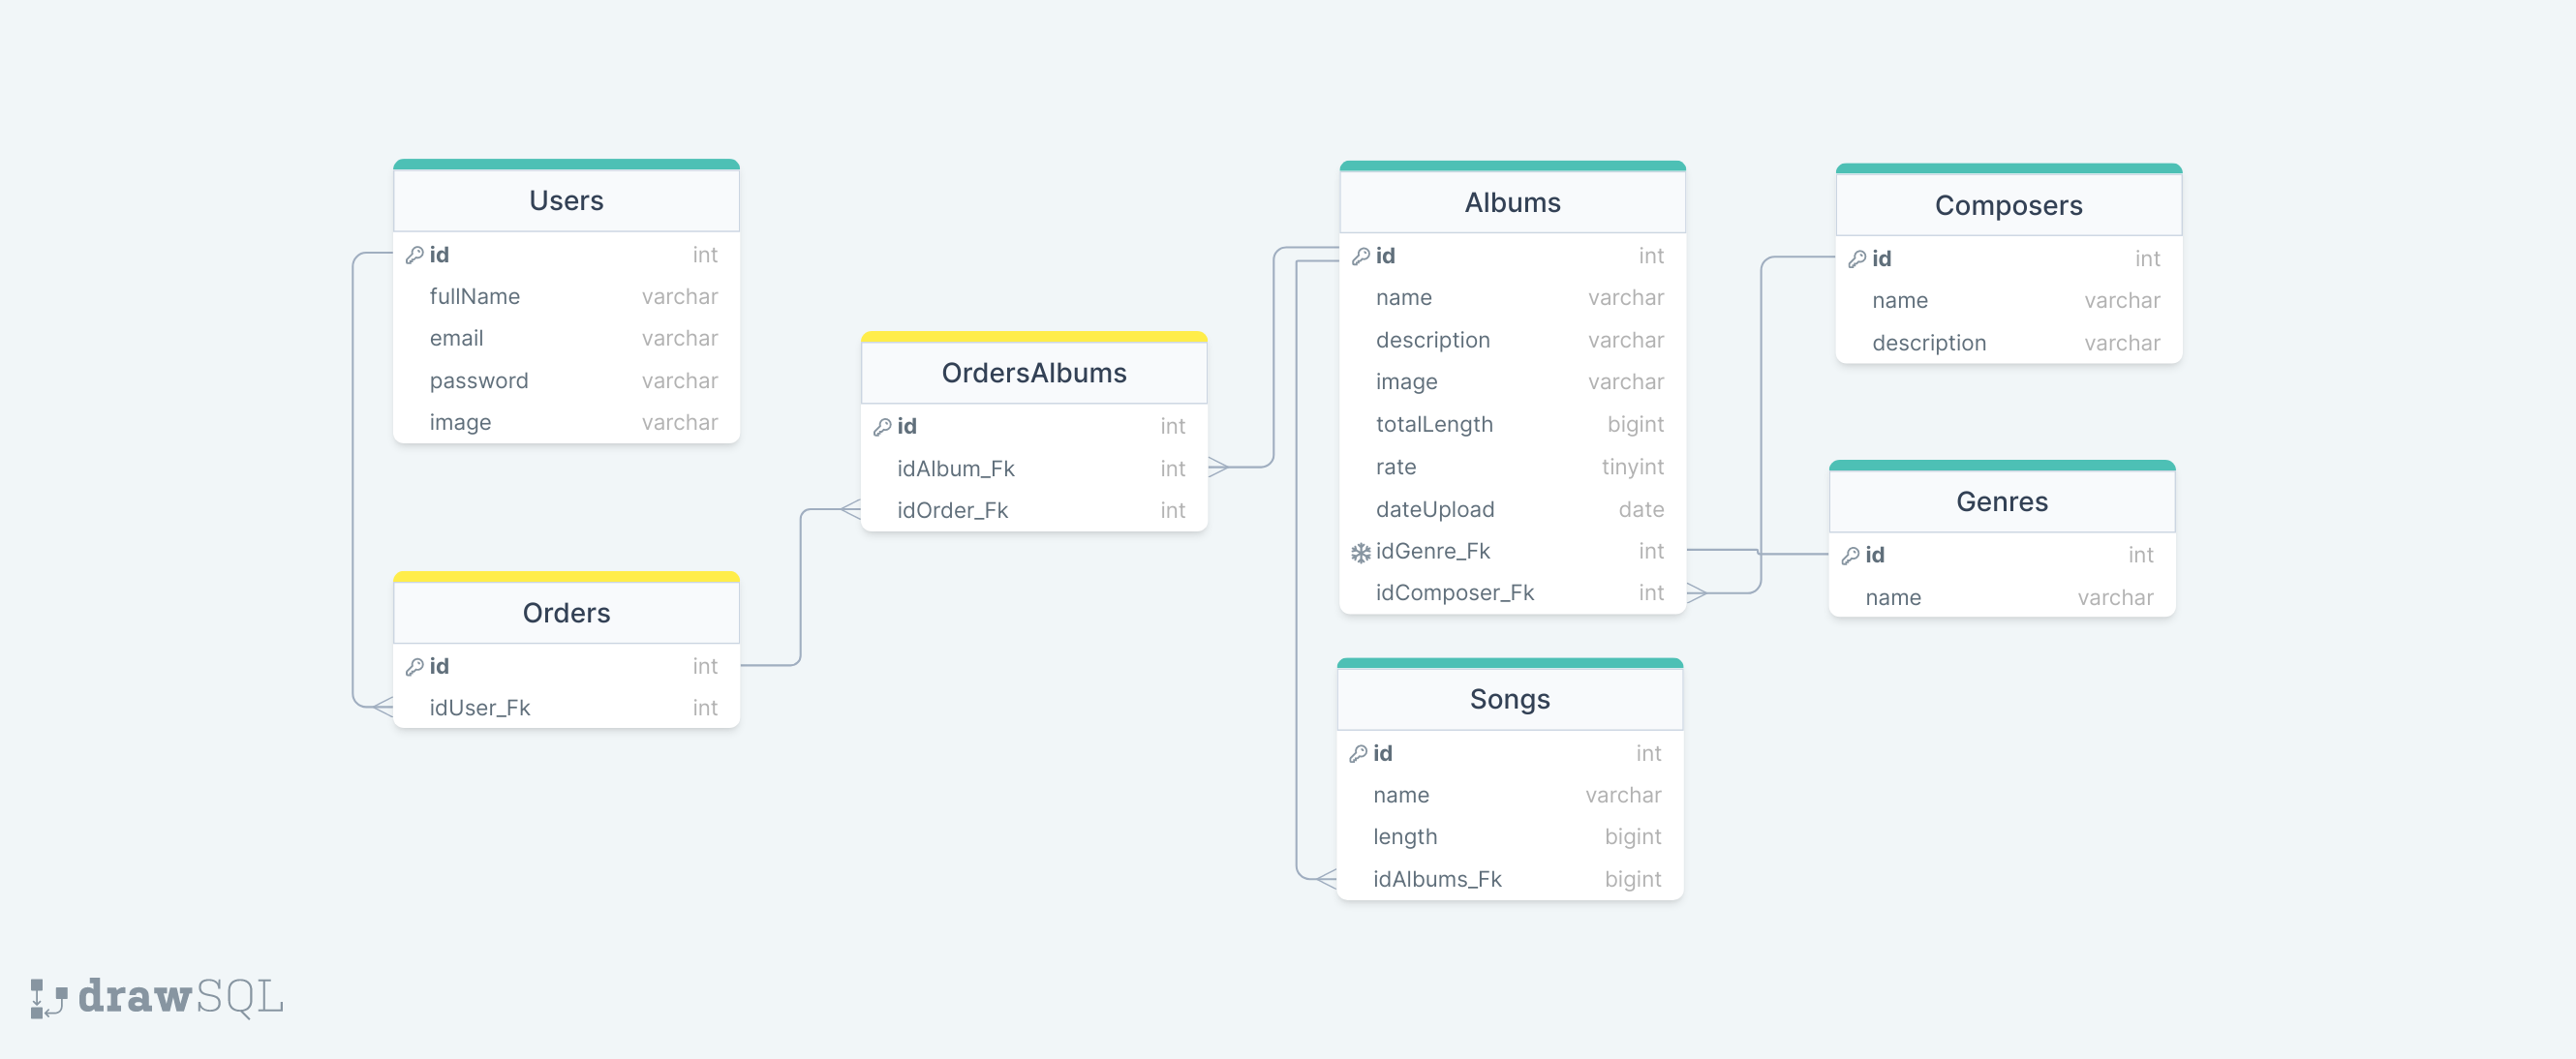 Users
id int
fullName varchar
email varchar
password varchar
image varchar
Orders
id int
idUser_Fk int
OrdersAlbums
id int
idAlbum_Fk int
idOrder_Fk int
Albums
id int
name varchar
description varchar
image varchar
totalLength bigint
rate tinyint
dateUpload date
idGenre_Fk int
idComposer_Fk int
Songs
id int
name varchar
length bigint
idAlbums_Fk bigint
Composers
id int
name varchar
description varchar
Genres
id int
name varchar
drawSQL